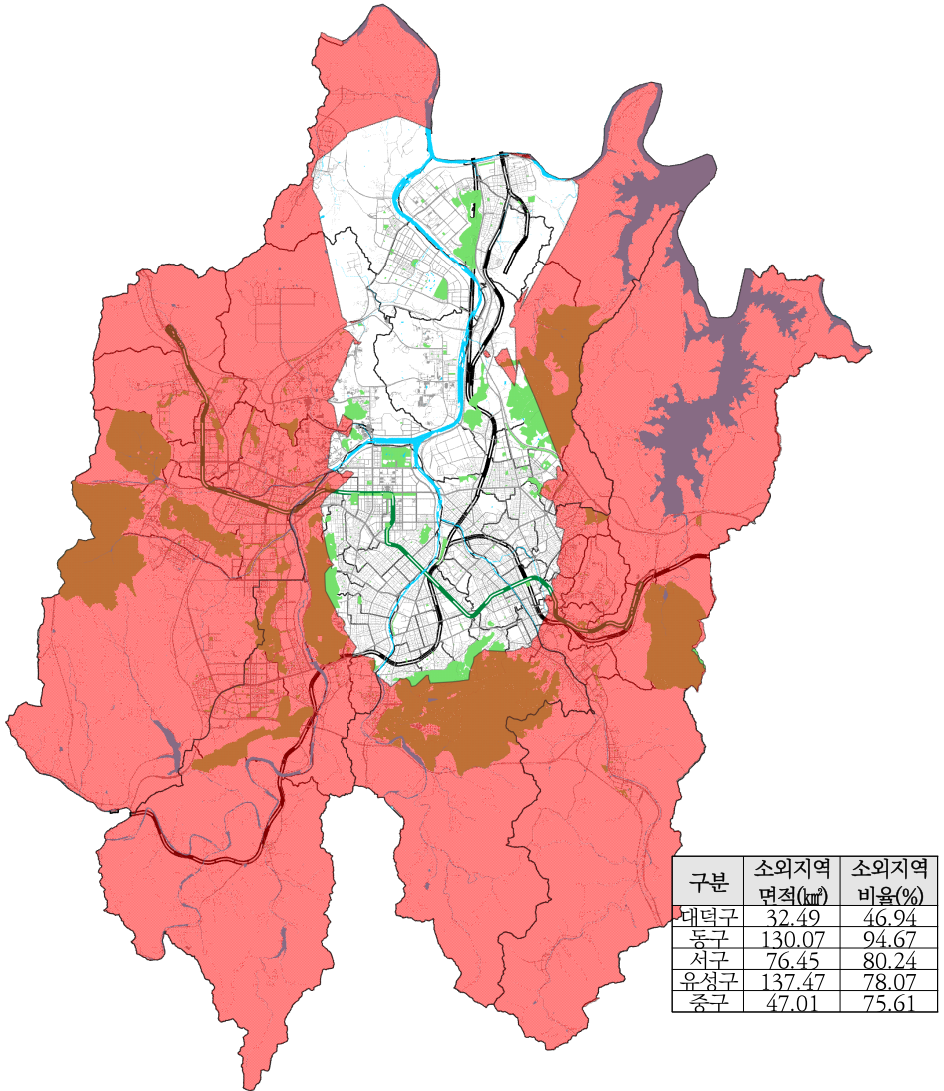 구분 소외지역 면적(㎢) 소외지역 비율(%)
대덕구 32.49 46.94
동구 130.07 94.67
서구 76.45 80.24
유성구 137.47 78.07
중구 47.01 75.61